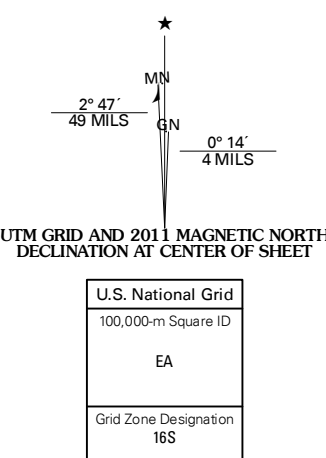 ★
MN
2° 47´
49 MILS
GN
0° 14´
4 MILS
UTM GRID AND 2011 MAGNETIC NORTH
DECLINATION AT CENTER OF SHEET
U.S. National Grid
100,000-m Square ID
EA
Grid Zone Designation
16S